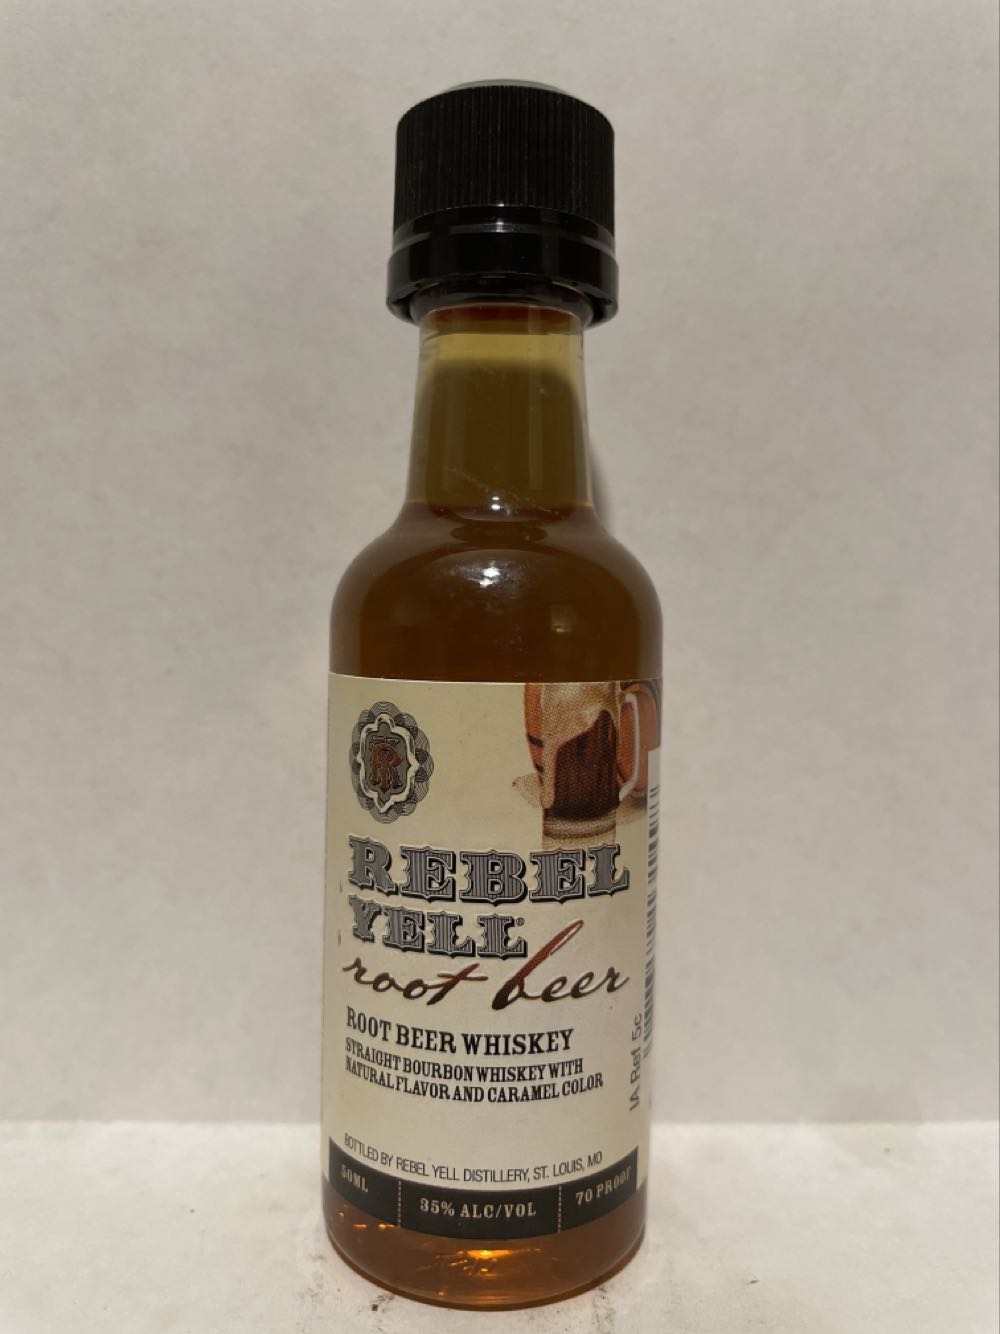 RY
REBEL
YELL®
root beer
ROOT BEER WHISKEY
STRAIGHT BOURBON WHISKEY WITH
NATURAL FLAVOR AND CARAMEL COLOR
BOTTLED BY REBEL YELL DISTILLERY, ST. LOUIS, MO
50ML
35% ALC/VOL
70 PROOF
IA Ref 5c